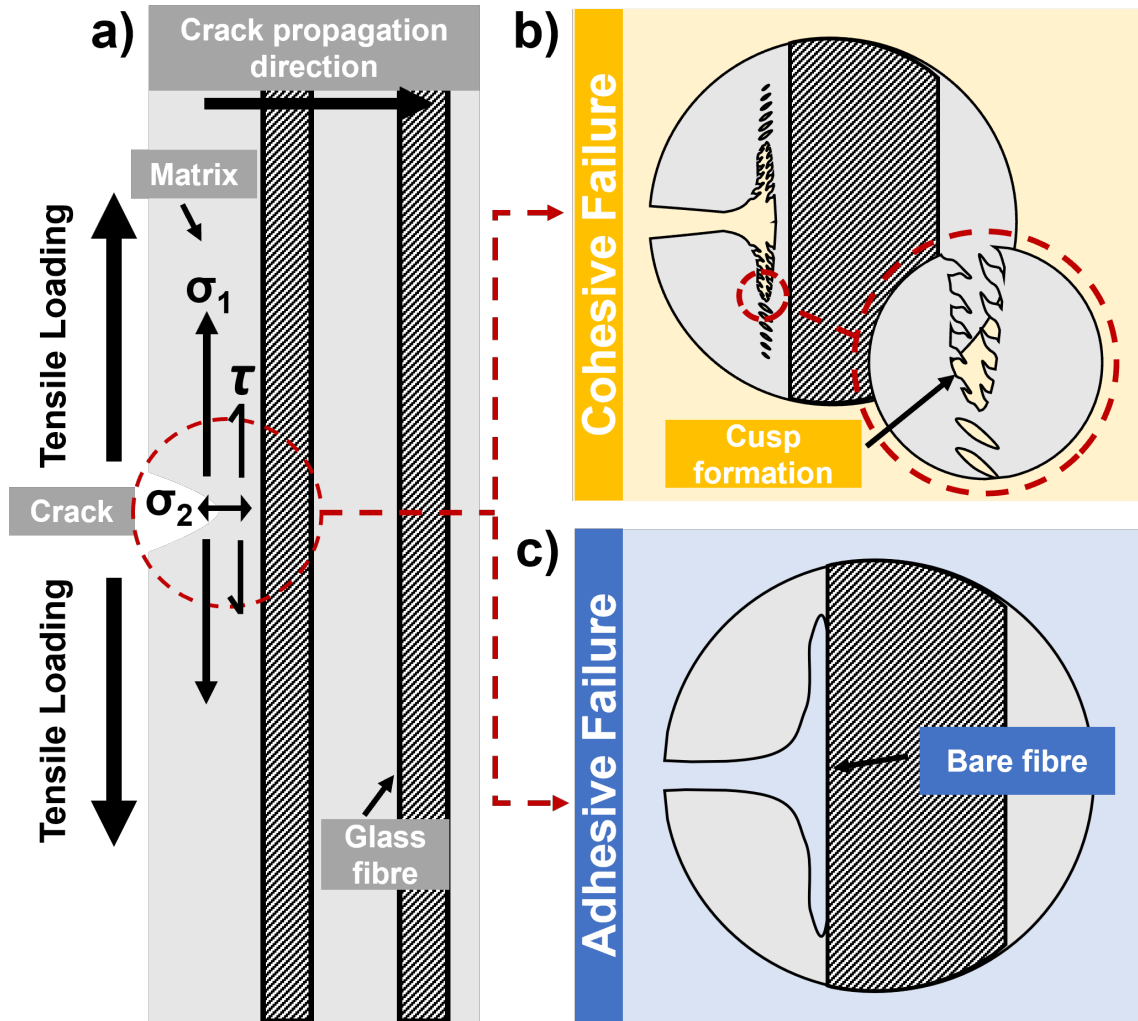 a)
Crack propagation
direction
Matrix
Tensile Loading
σ1
τ
Crack
σ2
Tensile Loading
Glass
fibre
b)
Cohesive Failure
Cusp
formation
c)
Adhesive Failure
Bare fibre